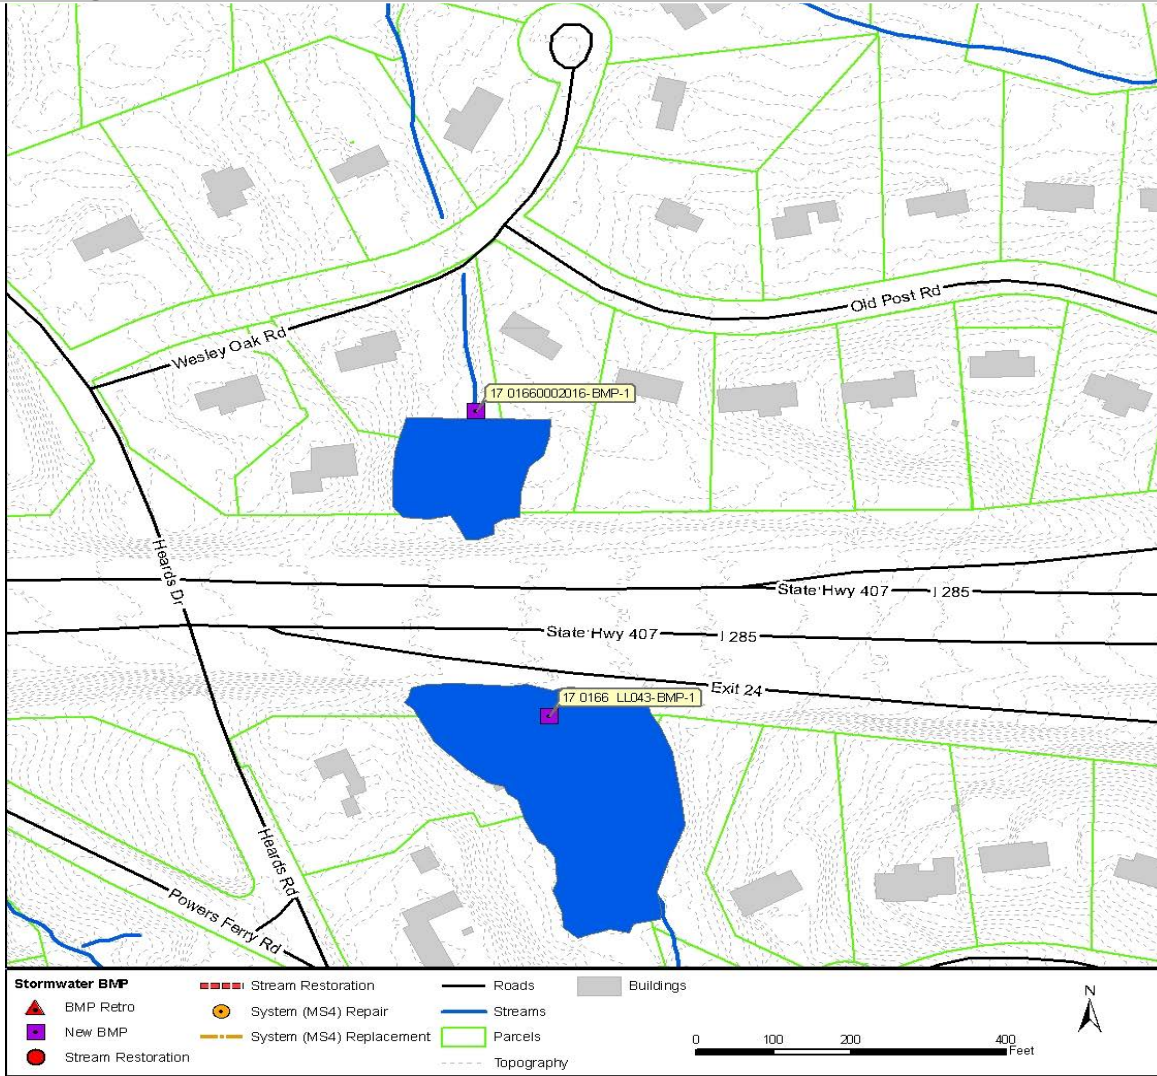 Old Post Rd
Wesley Oak Rd
17 01660002016-BMP-1
Heards Dr
State Hwy 407
I 285
State Hwy 407
I 285
Exit 24
17 0166 LL043-BMP-1
Heards Rd
Powers Ferry Rd
Stormwater BMP
BMP Retro
New BMP
Stream Restoration
Stream Restoration
System (MS4) Repair
System (MS4) Replacement
Roads
Streams
Parcels
Topography
Buildings
N
0 100 200 400
Feet